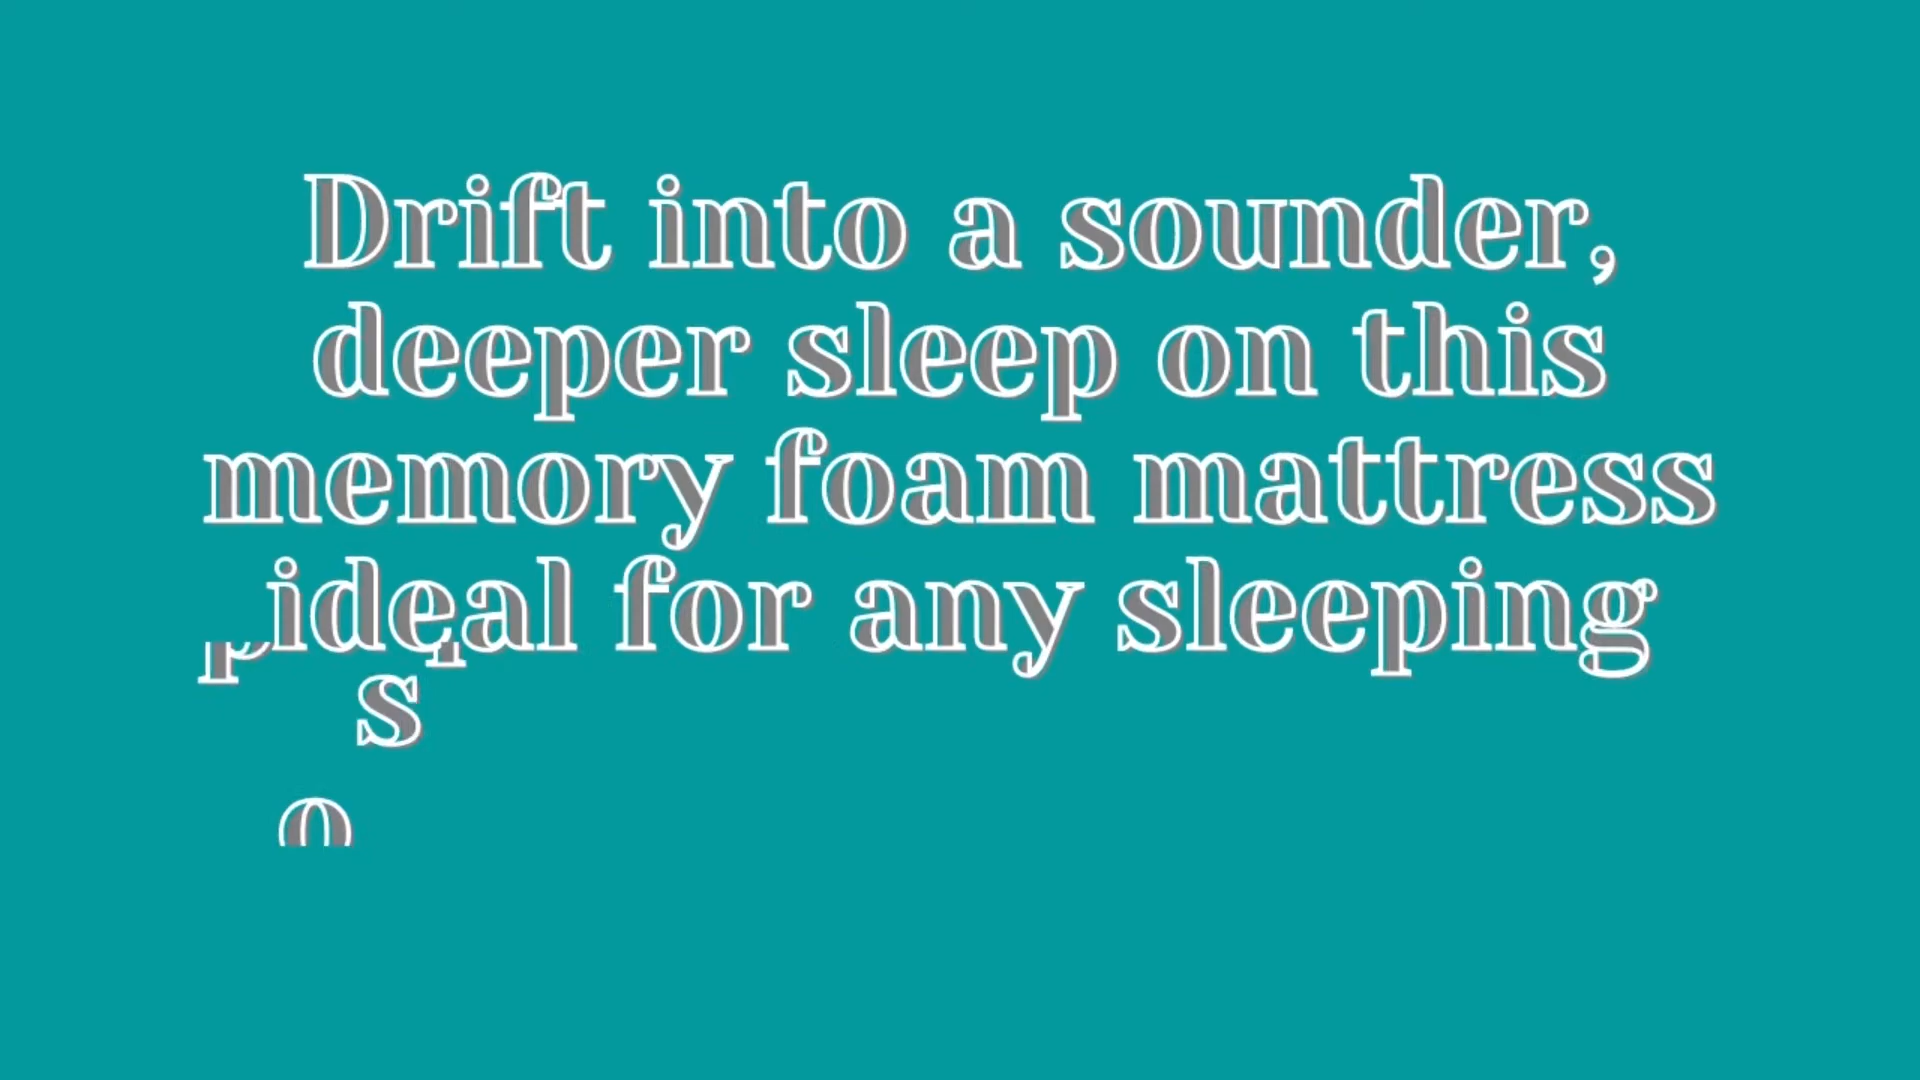 Drift into a sounder,
deeper sleep on this
memory foam mattress
ideal for any sleeping